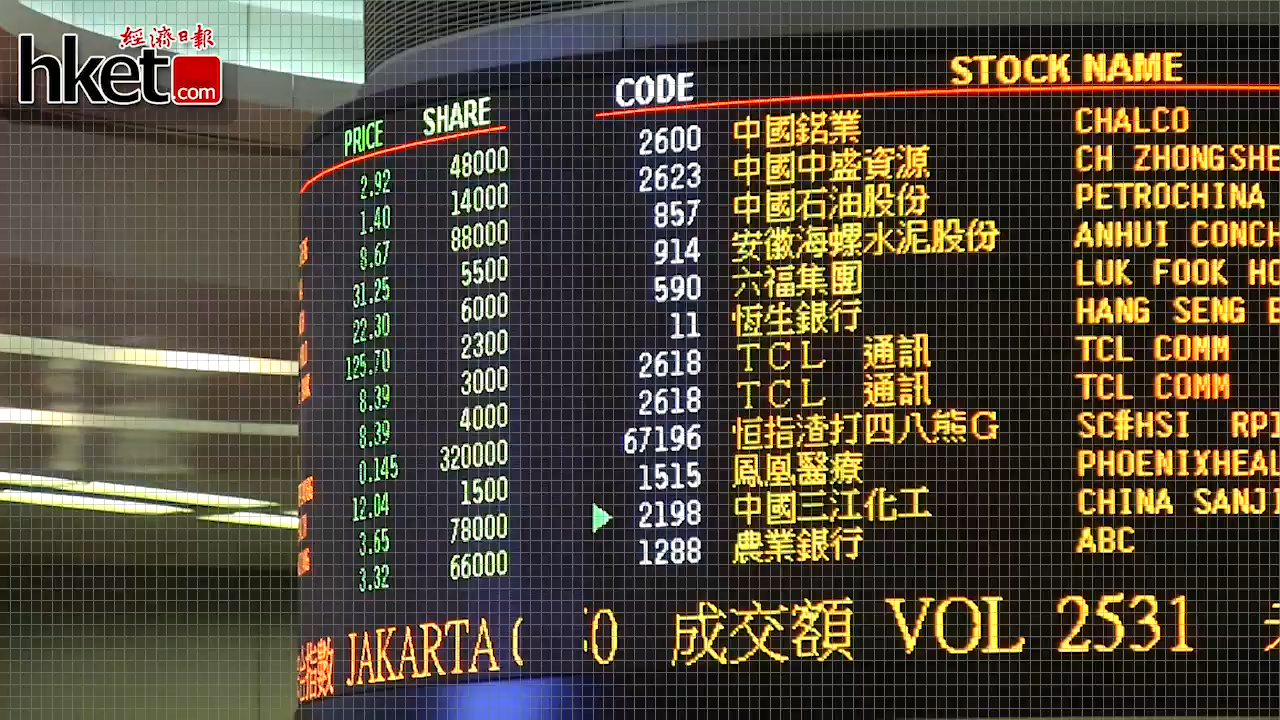 經濟日報
hket.com
PRICE SHARE CODE STOCK NAME
2.92 48000 2600 中國鋁業 CHALCO
1.40 14000 2623 中國中盛資源 CH ZHONGSHE
8.67 88000 857 中國石油股份 PETROCHINA
31.25 5500 914 安徽海螺水泥股份 ANHUI CONCH
22.30 6000 590 六福集團 LUK FOOK HO
125.70 2300 11 恆生銀行 HANG SENG
8.39 3000 2618 TCL 通訊 TCL COMM
8.39 4000 2618 TCL 通訊 TCL COMM
0.145 320000 67196 恒指渣打四八熊G SC#HSI RPI
12.04 1500 1515 鳳凰醫療 PHOENIXHEAL
3.65 78000 2198 中國三江化工 CHINA SANJI
3.32 66000 1288 農業銀行 ABC
指數 JAKARTA ( 0 成交額 VOL 2531